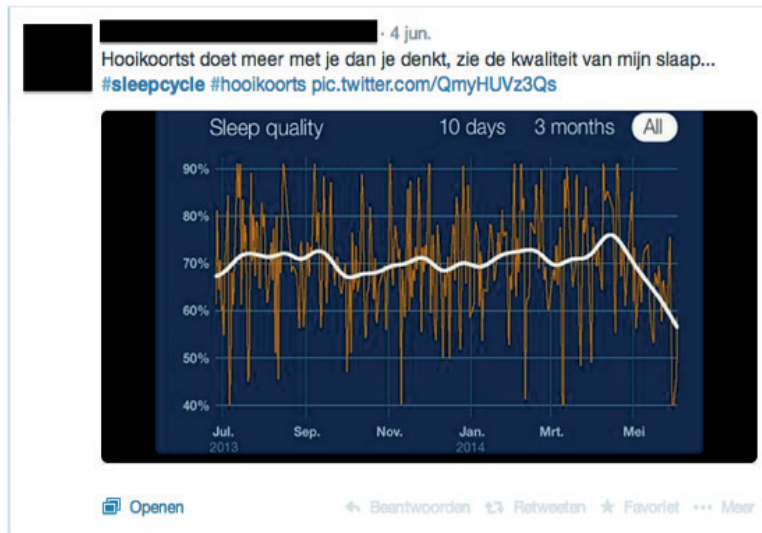 · 4 jun.
Hooikoortst doet meer met je dan je denkt, zie de kwaliteit van mijn slaap...
#sleepcycle #hooikoorts pic.twitter.com/QmyHUVz3Qs
Sleep quality 10 days 3 months All
90%
80%
70%
60%
50%
40%
Jul. Sep. Nov. Jan. Mrt. Mei
2013 2014
Openen Beantwoorden Retweeten Favoriet ••• Meer